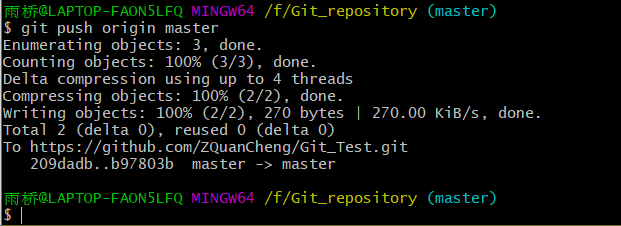 雨桥@LAPTOP-FAON5LFQ MINGW64 /f/Git_repository (master)
$ git push origin master
Enumerating objects: 3, done.
Counting objects: 100% (3/3), done.
Delta compression using up to 4 threads
Compressing objects: 100% (2/2), done.
Writing objects: 100% (2/2), 270 bytes | 270.00 KiB/s, done.
Total 2 (delta 0), reused 0 (delta 0)
To https://github.com/ZQuanCheng/Git_Test.git
   209dadb..b97803b  master -> master
雨桥@LAPTOP-FAON5LFQ MINGW64 /f/Git_repository (master)
$